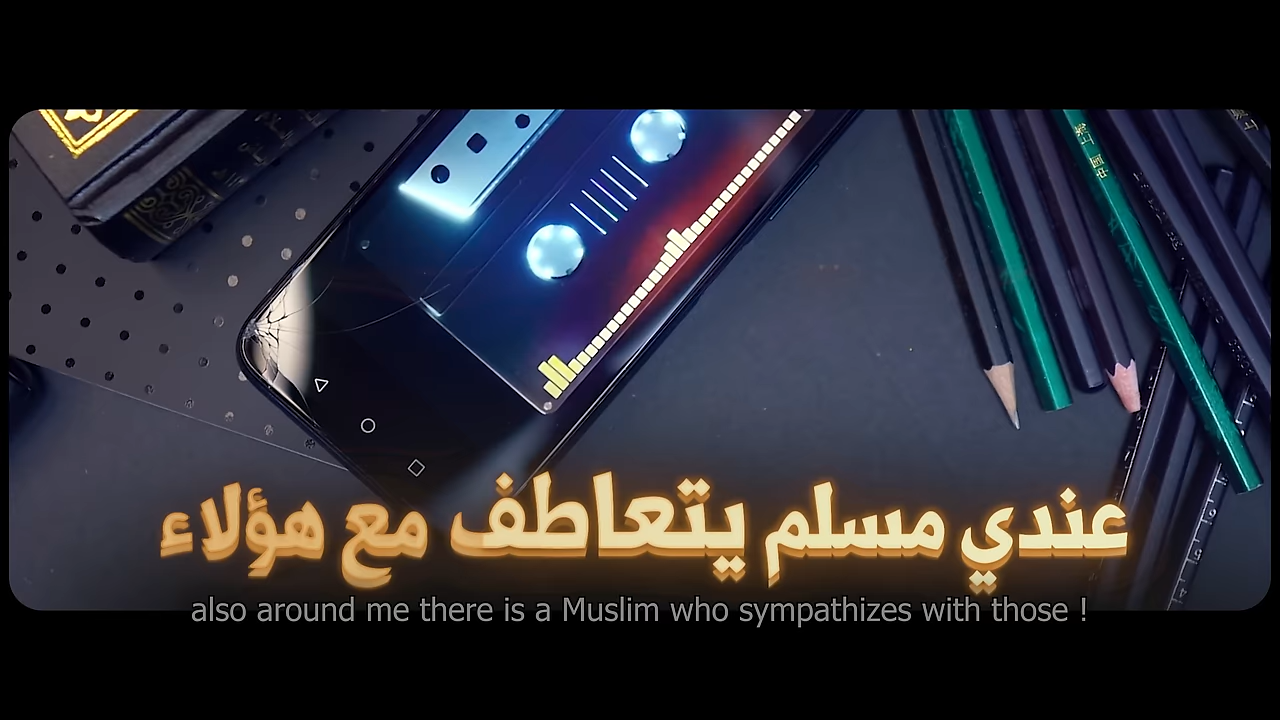 عندي مسلم يتعاطف مع هؤلاء
also around me there is a Muslim who sympathizes with those !